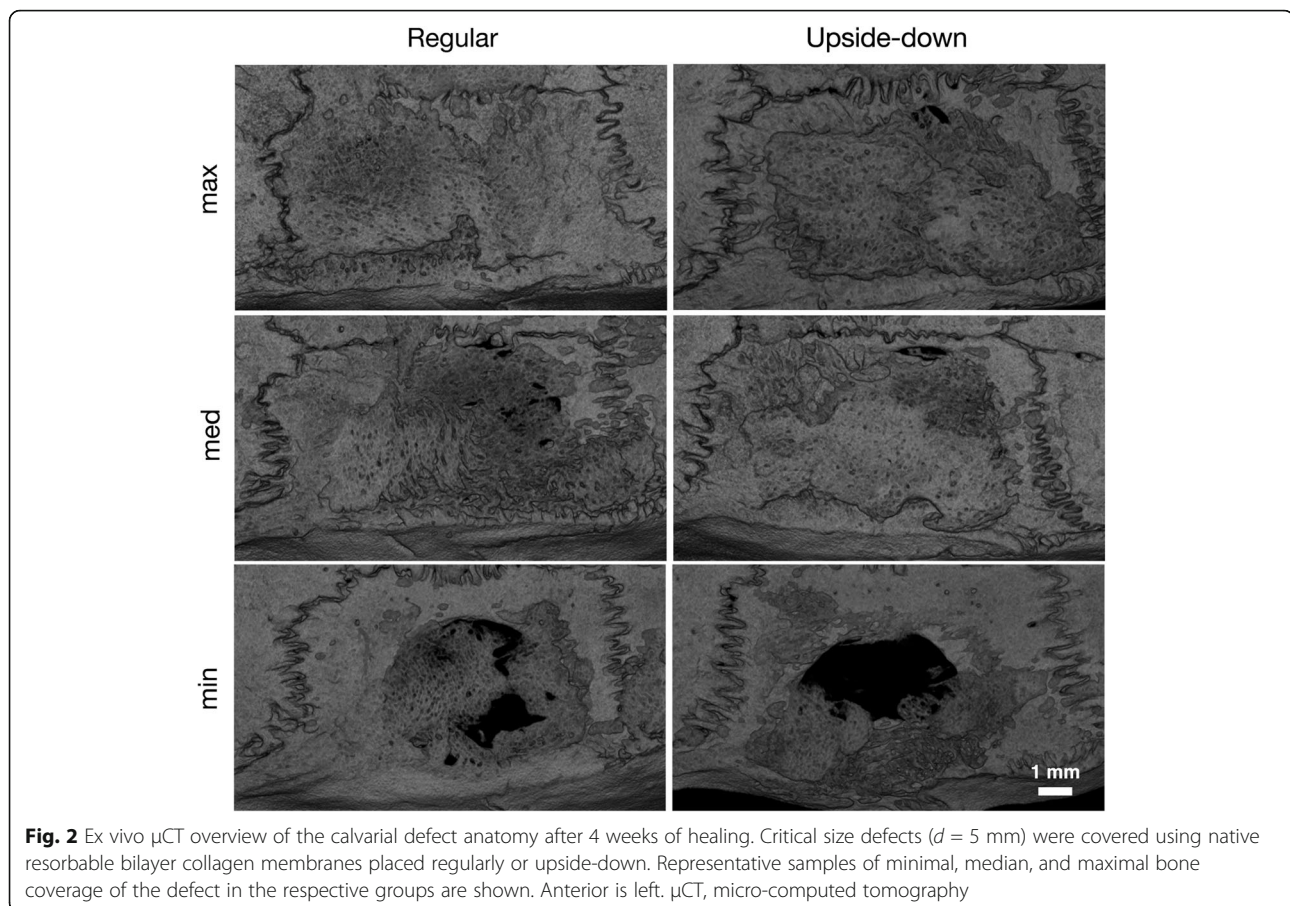 Regular
Upside-down
max
med
min
1 mm
Fig. 2 Ex vivo μCT overview of the calvarial defect anatomy after 4 weeks of healing. Critical size defects (d = 5 mm) were covered using native
resorbable bilayer collagen membranes placed regularly or upside-down. Representative samples of minimal, median, and maximal bone
coverage of the defect in the respective groups are shown. Anterior is left. μCT, micro-computed tomography